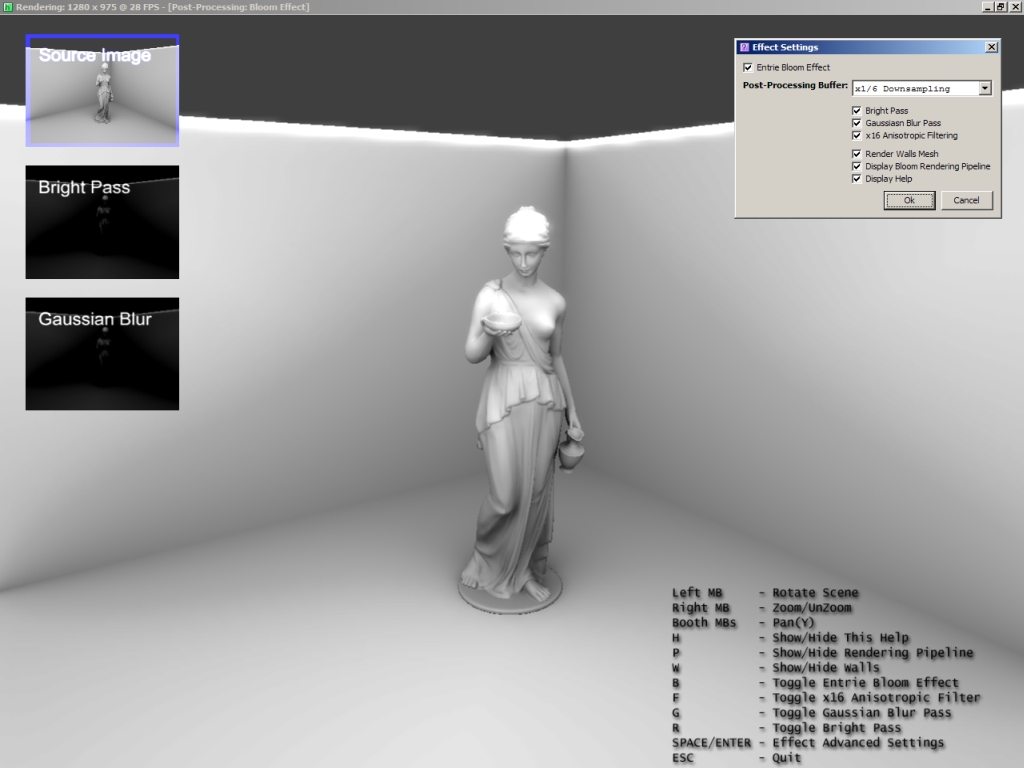 Rendering: 1280 x 975 @ 28 FPS - [Post-Processing: Bloom Effect]
Source Image
Bright Pass
Gaussian Blur
Effect Settings
Entrie Bloom Effect
Post-Processing Buffer: x1/6 Downsampling
Bright Pass
Gaussiasn Blur Pass
x16 Anisotropic Filtering
Render Walls Mesh
Display Bloom Rendering Pipeline
Display Help
Ok Cancel
Left MB - Rotate Scene
Right MB - Zoom/UnZoom
Booth MBs - Pan(Y)
H - Show/Hide This Help
P - Show/Hide Rendering Pipeline
W - Show/Hide Walls
B - Toggle Entrie Bloom Effect
F - Toggle x16 Anisotropic Filter
G - Toggle Gaussian Blur Pass
R - Toggle Bright Pass
SPACE/ENTER - Effect Advanced Settings
ESC - Quit